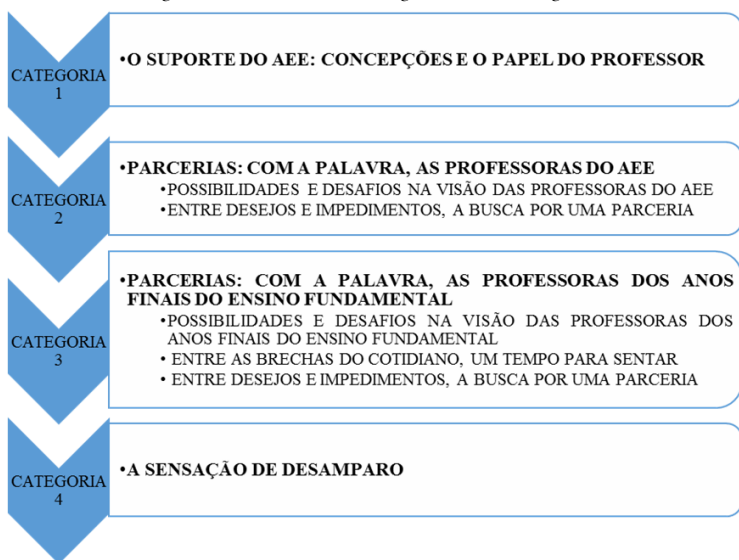 CATEGORIA
1
•O SUPORTE DO AEE: CONCEPÇÕES E O PAPEL DO PROFESSOR
CATEGORIA
2
•PARCERIAS: COM A PALAVRA, AS PROFESSORAS DO AEE
•POSSIBILIDADES E DESAFIOS NA VISÃO DAS PROFESSORAS DO AEE
•ENTRE DESEJOS E IMPEDIMENTOS, A BUSCA POR UMA PARCERIA
CATEGORIA
3
•PARCERIAS: COM A PALAVRA, AS PROFESSORAS DOS ANOS
FINAIS DO ENSINO FUNDAMENTAL
•POSSIBILIDADES E DESAFIOS NA VISÃO DAS PROFESSORAS DOS
ANOS FINAIS DO ENSINO FUNDAMENTAL
• ENTRE AS BRECHAS DO COTIDIANO, UM TEMPO PARA SENTAR
• ENTRE DESEJOS E IMPEDIMENTOS, A BUSCA POR UMA PARCERIA
CATEGORIA
4
•A SENSAÇÃO DE DESAMPARO